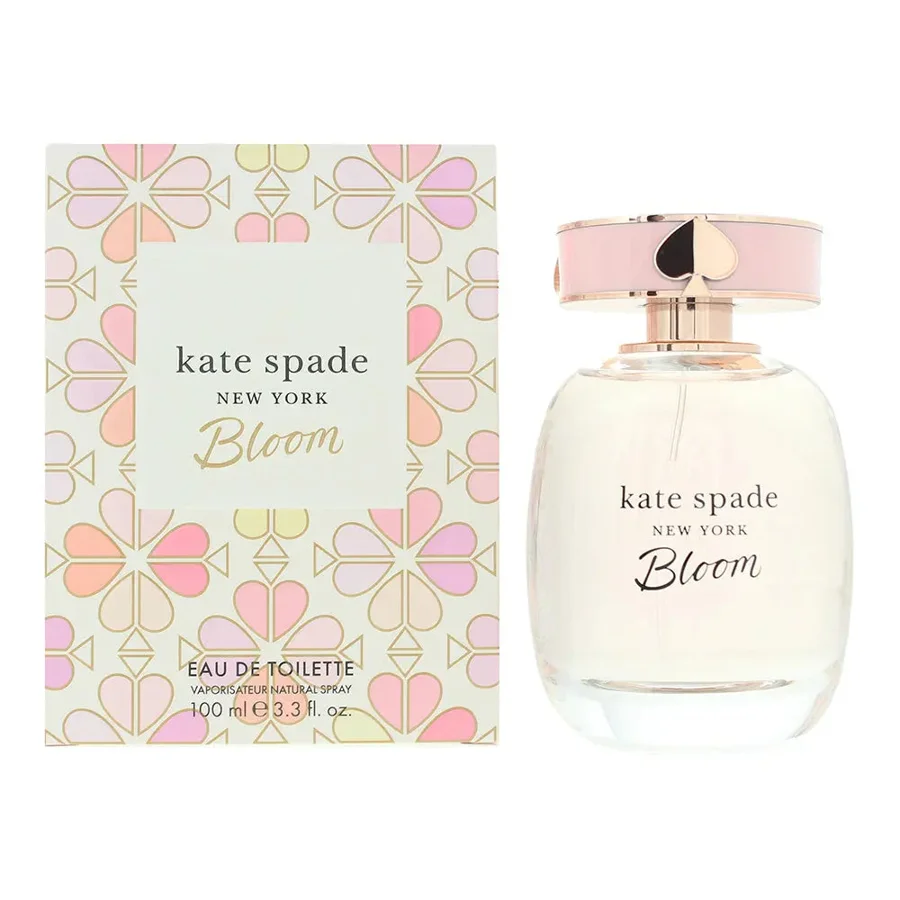 kate spade
NEW YORK
Bloom
EAU DE TOILETTE
VAPORISATEUR NATURAL SPRAY
100 ml ℮ 3.3 fl. oz.
kate spade
NEW YORK
Bloom